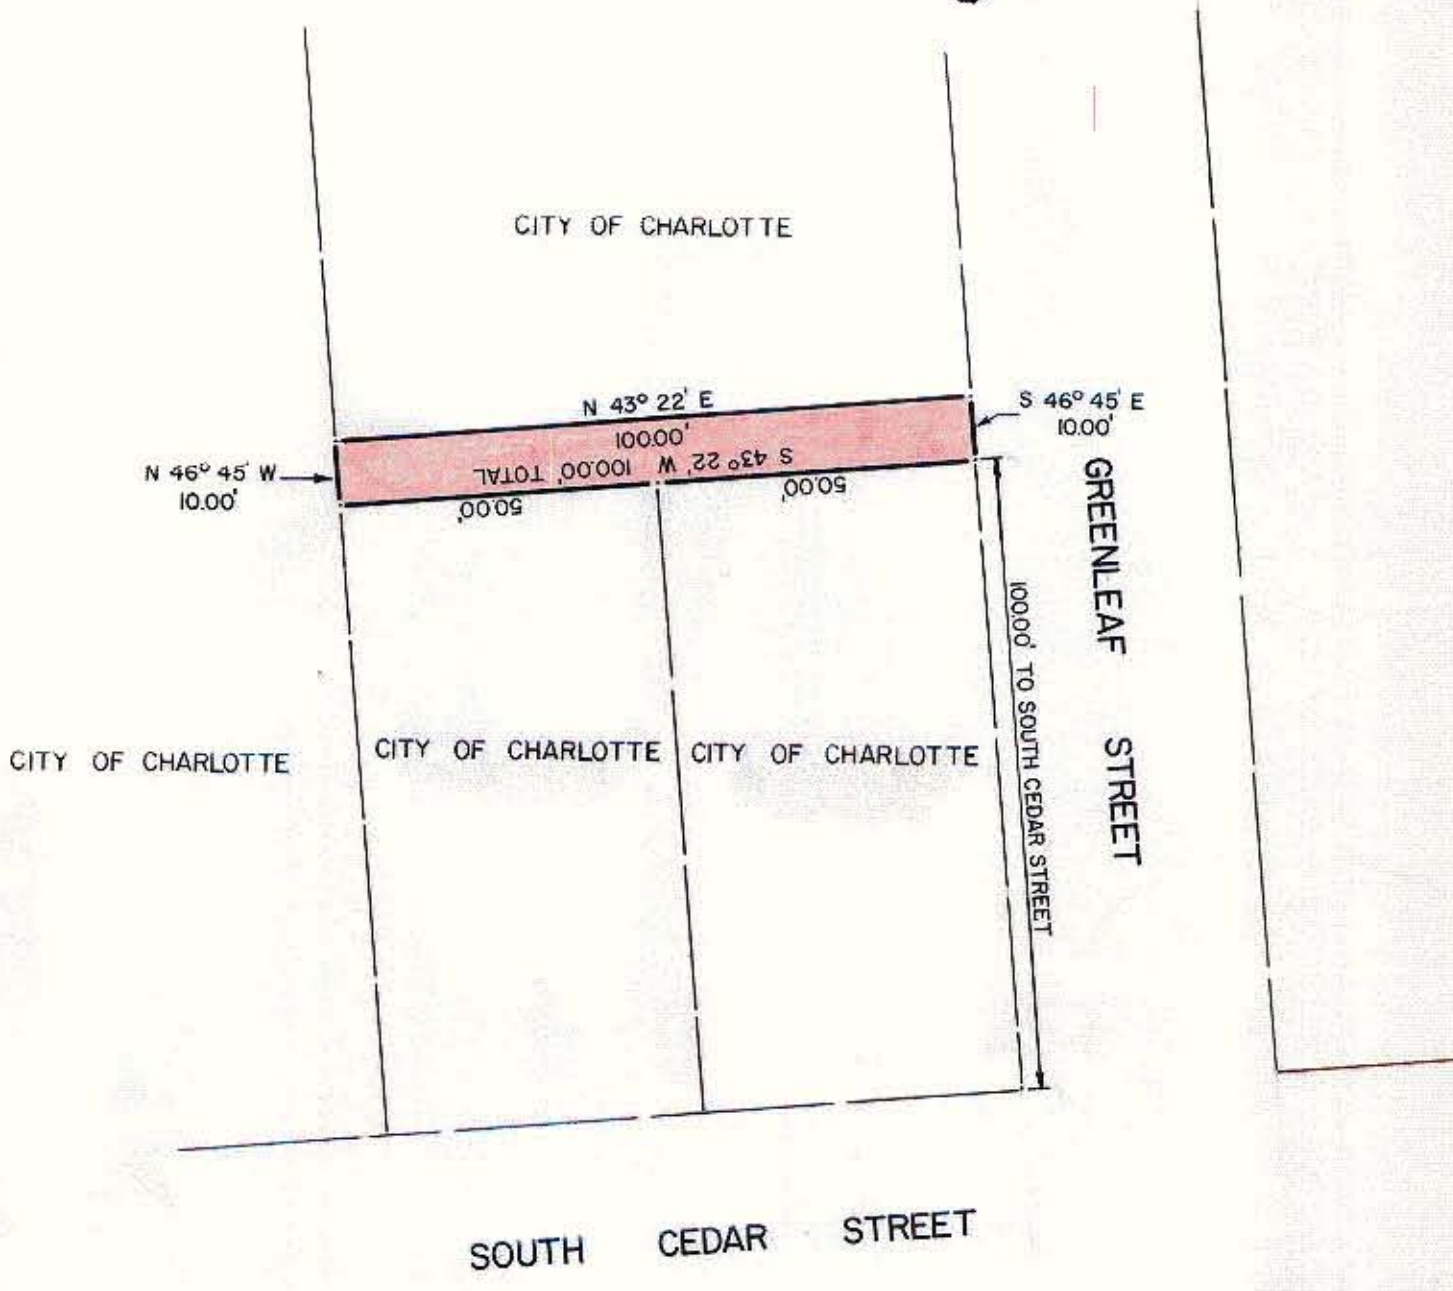 CITY OF CHARLOTTE
N 43° 22' E
100.00'
S 43° 22' W 100.00' TOTAL
50.00'
50.00'
S 46° 45' E
10.00'
N 46° 45' W
10.00'
GREENLEAF STREET
100.00' TO SOUTH CEDAR STREET
CITY OF CHARLOTTE
CITY OF CHARLOTTE
CITY OF CHARLOTTE
SOUTH CEDAR STREET